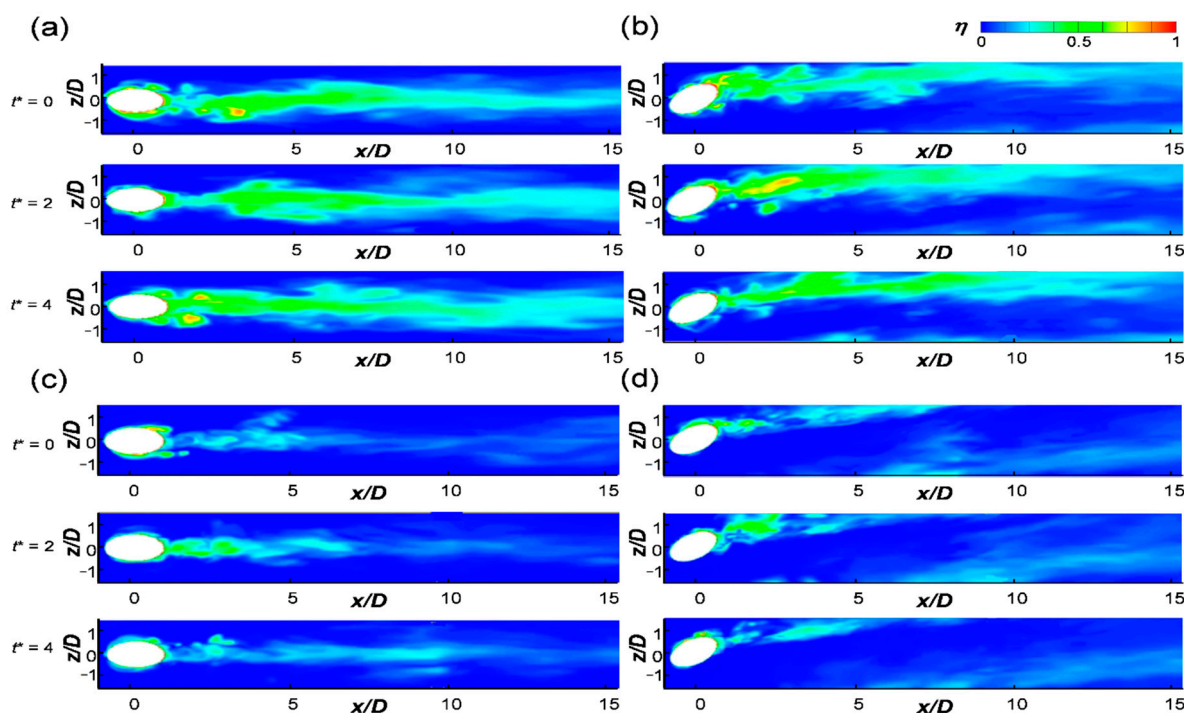 (a) (b) η 0 0.5 1
t* = 0 z/D 1 0 −1 z/D 1 0 −1
0 5 10 15 0 5 10 15
x/D x/D
t* = 2 z/D 1 0 −1 z/D 1 0 −1
0 5 10 15 0 5 10 15
x/D x/D
t* = 4 z/D 1 0 −1 z/D 1 0 −1
0 5 10 15 0 5 10 15
x/D x/D
(c) (d)
t* = 0 z/D 1 0 −1 z/D 1 0 −1
0 5 10 15 0 5 10 15
x/D x/D
t* = 2 z/D 1 0 −1 z/D 1 0 −1
0 5 10 15 0 5 10 15
x/D x/D
t* = 4 z/D 1 0 −1 z/D 1 0 −1
0 5 10 15 0 5 10 15
x/D x/D